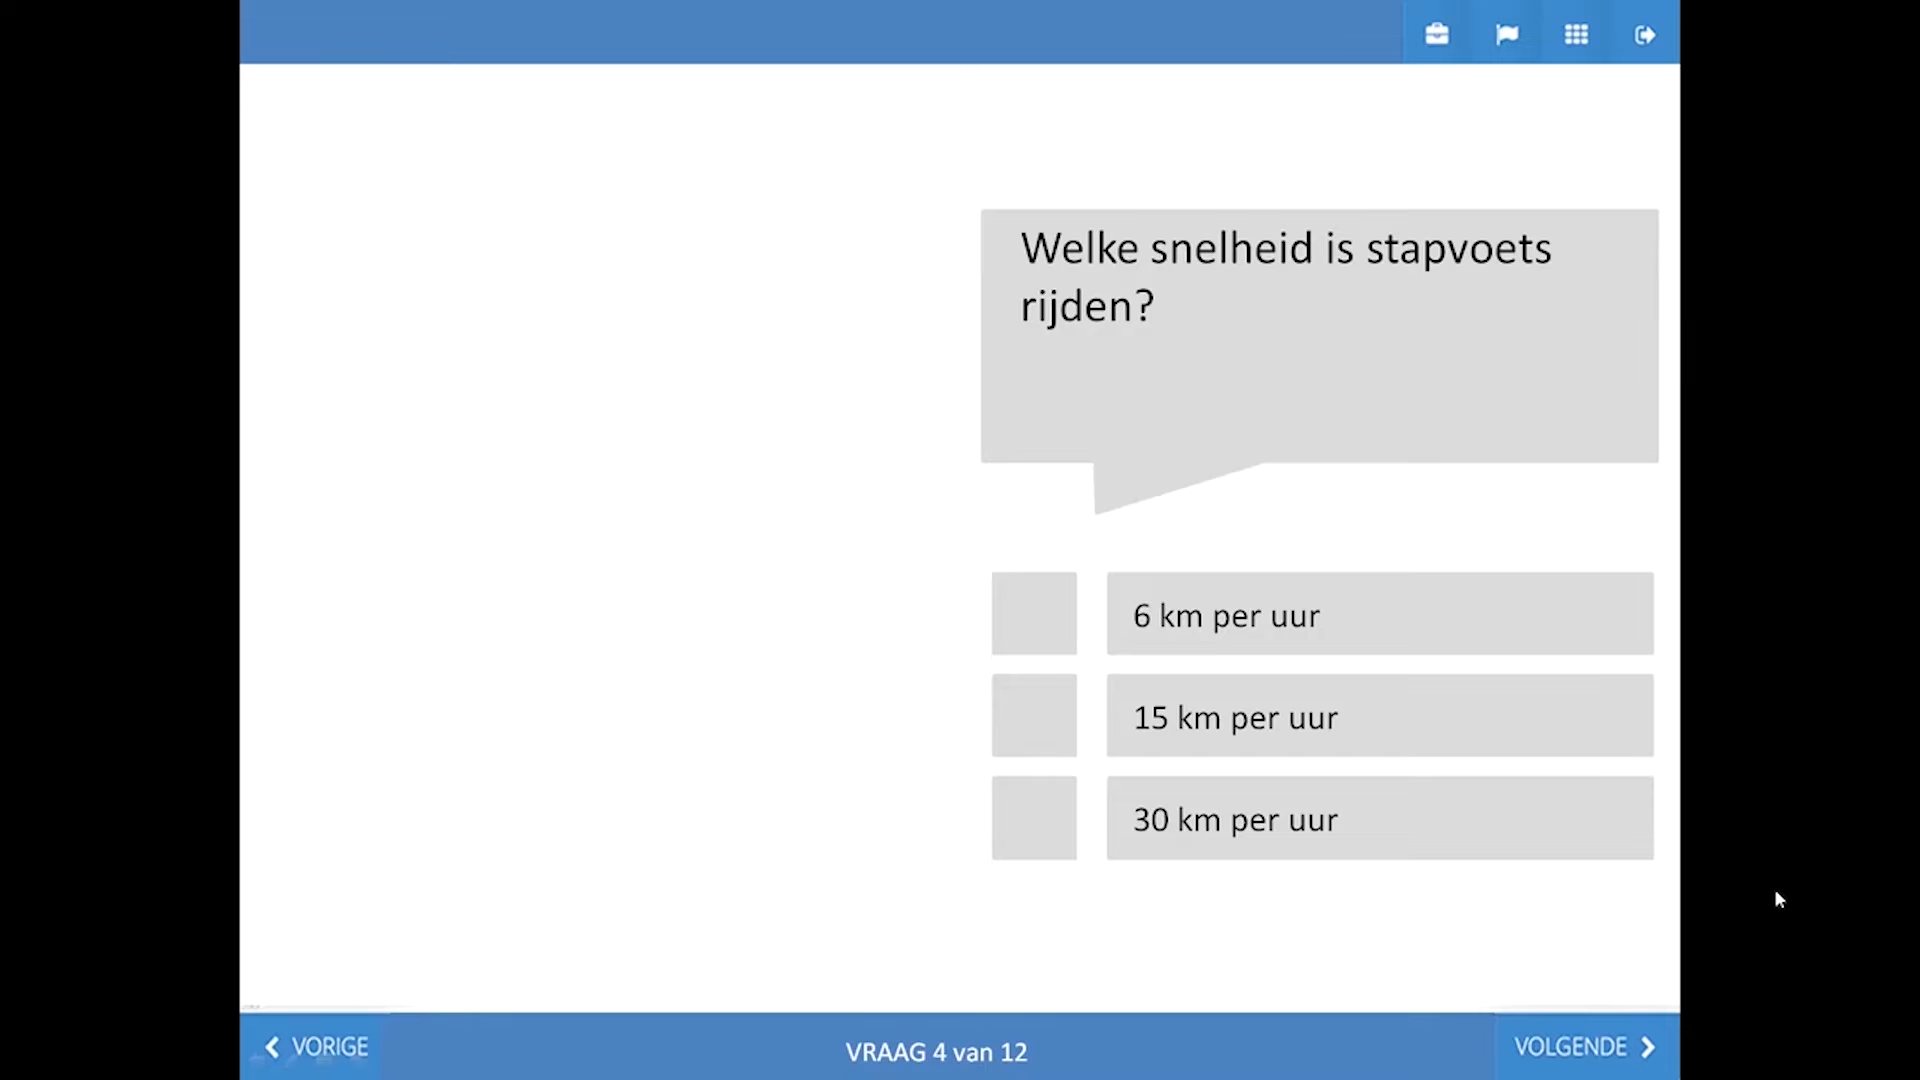 Welke snelheid is stapvoets
rijden?
6 km per uur
15 km per uur
30 km per uur
VORIGE
VRAAG 4 van 12
VOLGENDE